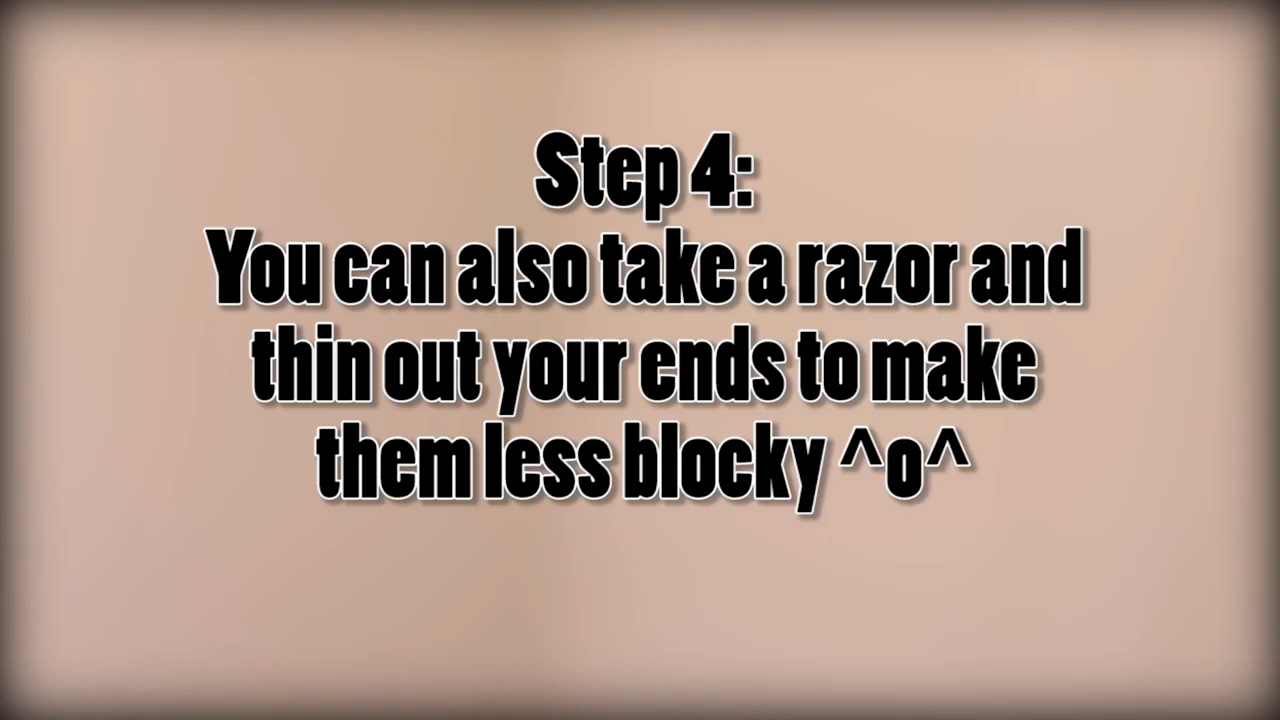 Step 4:
You can also take a razor and
thin out your ends to make
them less blocky ^o^